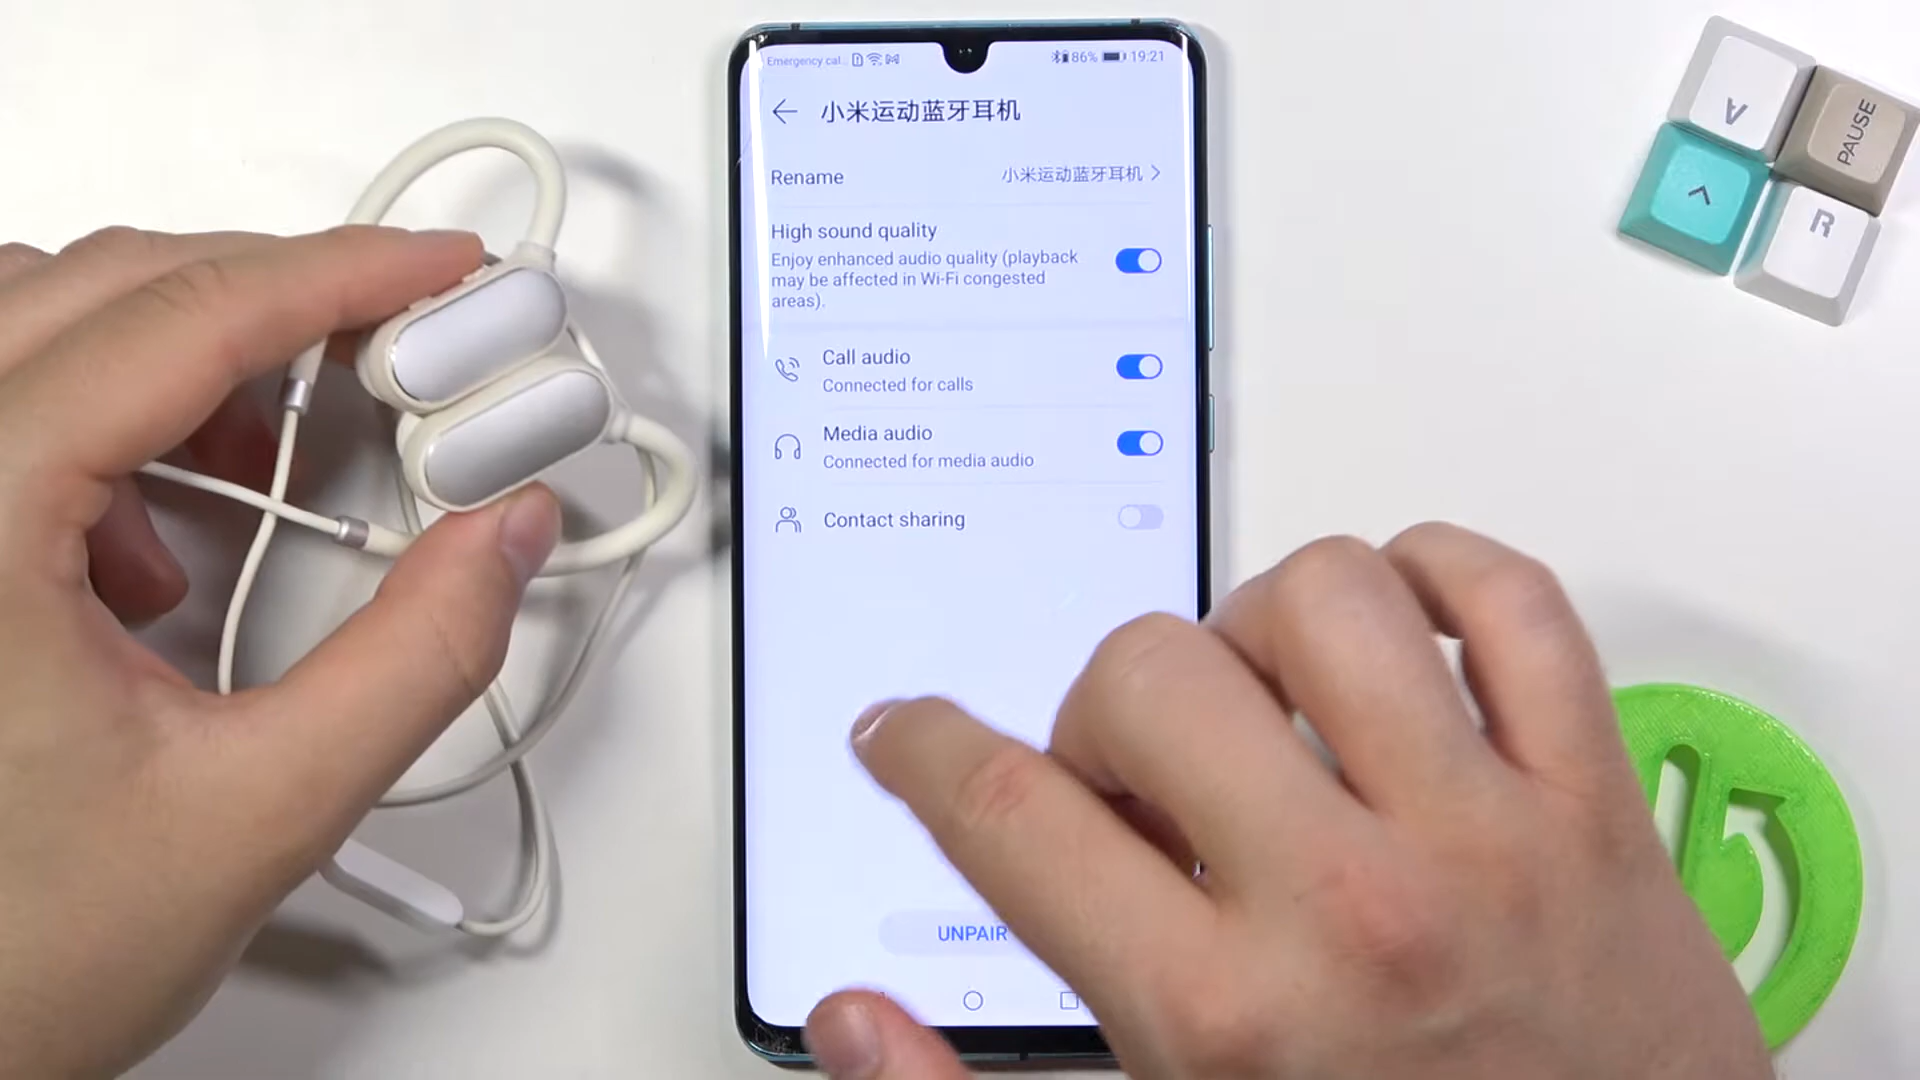 Emergency cal...
86%
19:21
小米运动蓝牙耳机
Rename
小米运动蓝牙耳机
High sound quality
Enjoy enhanced audio quality (playback
may be affected in Wi-Fi congested
areas).
Call audio
Connected for calls
Media audio
Connected for media audio
Contact sharing
UNPAIR
A
PAUSE
R